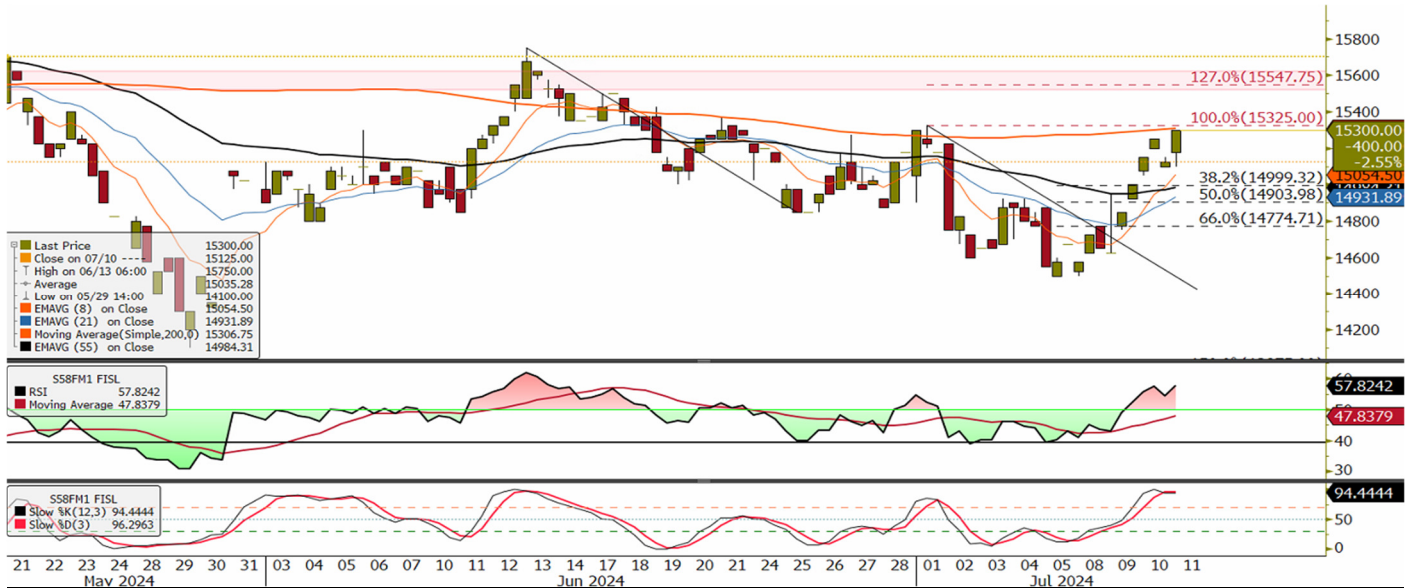 15800
15600
127.0%(15547.75)
15400
100.0%(15325.00)
15300.00
-400.00
-2.55%
15054.50
38.2%(14999.32)
50.0%(14903.98)
14931.89
14800
66.0%(14774.71)
14600
14400
14200
Last Price 15300.00
Close on 07/10 ---- 15125.00
High on 06/13 06:00 15750.00
Average 15035.28
Low on 05/29 14:00 14100.00
EMAVG (8) on Close 15054.50
EMAVG (21) on Close 14931.89
Moving Average(Simple,200,0) 15306.75
EMAVG (55) on Close 14984.31
S58FM1 FISL
RSI 57.8242
Moving Average 47.8379
60
57.8242
50
47.8379
40
30
S58FM1 FISL
Slow %K(12,3) 94.4444
Slow %D(3) 96.2963
94.4444
50
0
21 22 23 24 28 29 30 31 03 04 05 06 07 10 11 12 13 14 17 18 19 20 21 24 25 26 27 28 01 02 03 04 05 08 09 10 11
May 2024 Jun 2024 Jul 2024